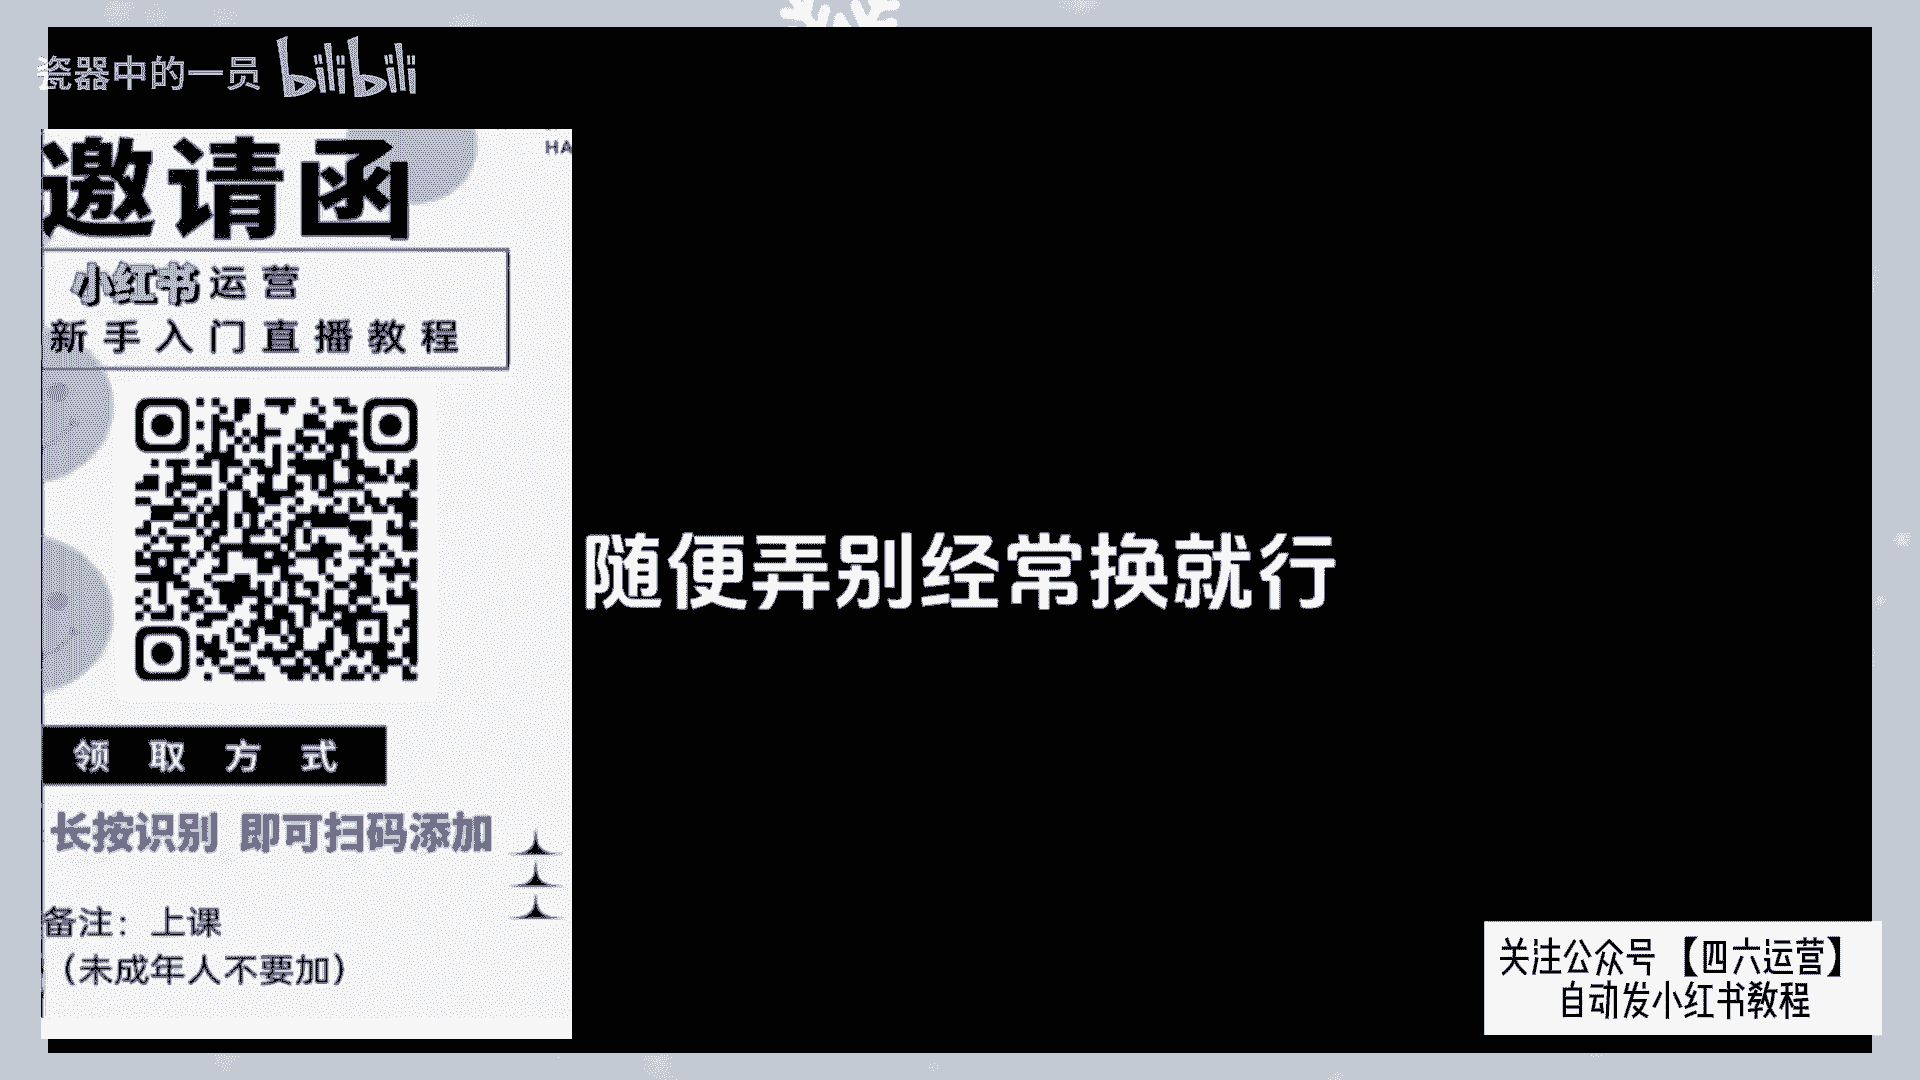 瓷器中的一员 bilibili
邀请函
HA
小红书运营
新手入门直播教程
随便弄别经常换就行
领取方式
长按识别 即可扫码添加
备注：上课
（未成年人不要加）
关注公众号【四六运营】
自动发小红书教程